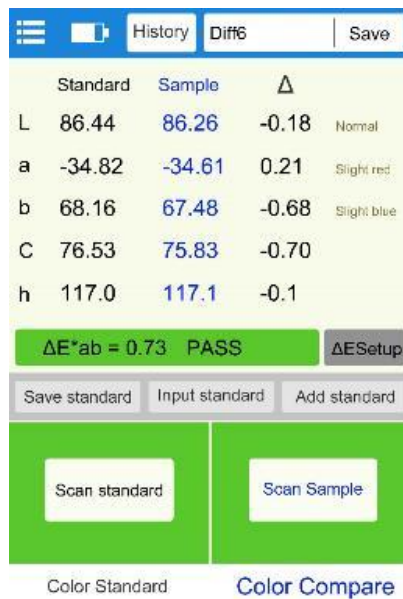 History Diff6 Save
Standard Sample Δ
L 86.44 86.26 -0.18 Normal
a -34.82 -34.61 0.21 Slight red
b 68.16 67.48 -0.68 Slight blue
C 76.53 75.83 -0.70
h 117.0 117.1 -0.1
ΔE*ab = 0.73 PASS ΔESetup
Save standard Input standard Add standard
Scan standard Scan Sample
Color Standard Color Compare